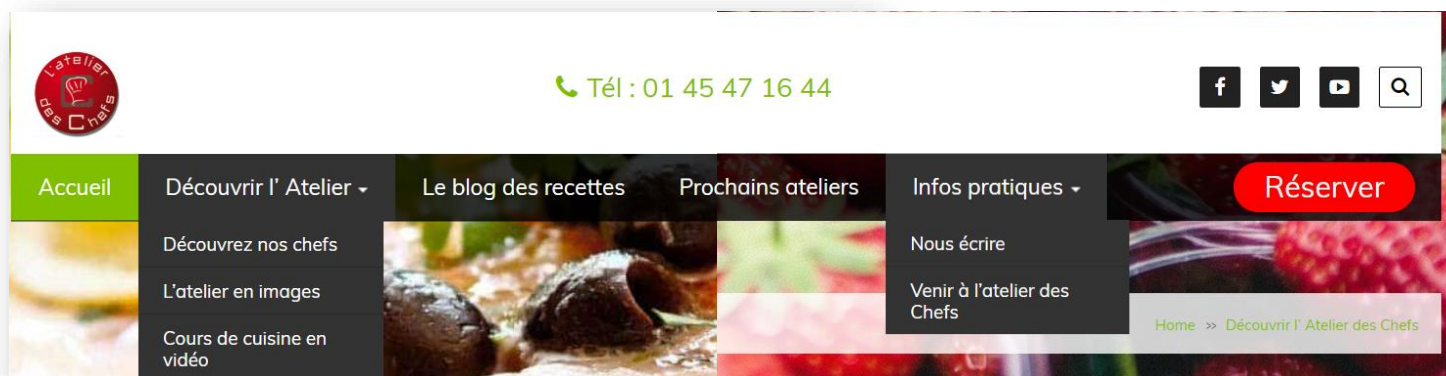 l'atelier
des Chefs
Tél : 01 45 47 16 44
Accueil
Découvrir l' Atelier
Le blog des recettes
Prochains ateliers
Infos pratiques
Réserver
Découvrez nos chefs
L'atelier en images
Cours de cuisine en
vidéo
Nous écrire
Venir à l'atelier des
Chefs
Home » Découvrir l' Atelier des Chefs